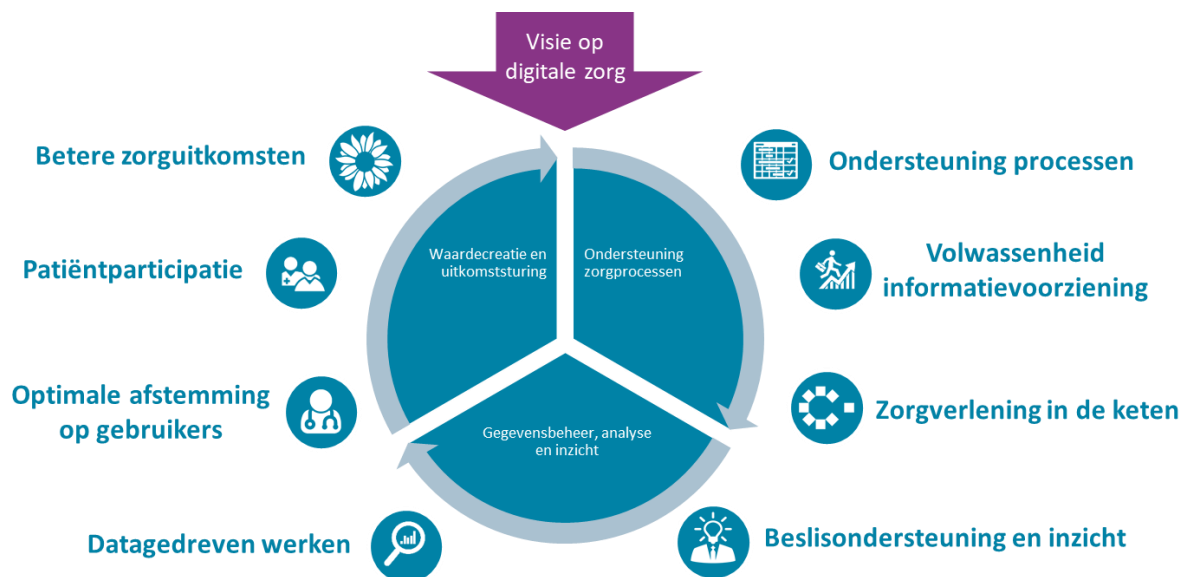 Visie op
digitale zorg
Betere zorguitkomsten
Ondersteuning processen
Patiëntparticipatie
Waardecreatie en
uitkomststuring
Ondersteuning
zorgprocessen
Volwassenheid
informatievoorziening
Optimale afstemming
op gebruikers
Zorgverlening in de keten
Gegevensbeheer, analyse
en inzicht
Datagedreven werken
Beslisondersteuning en inzicht